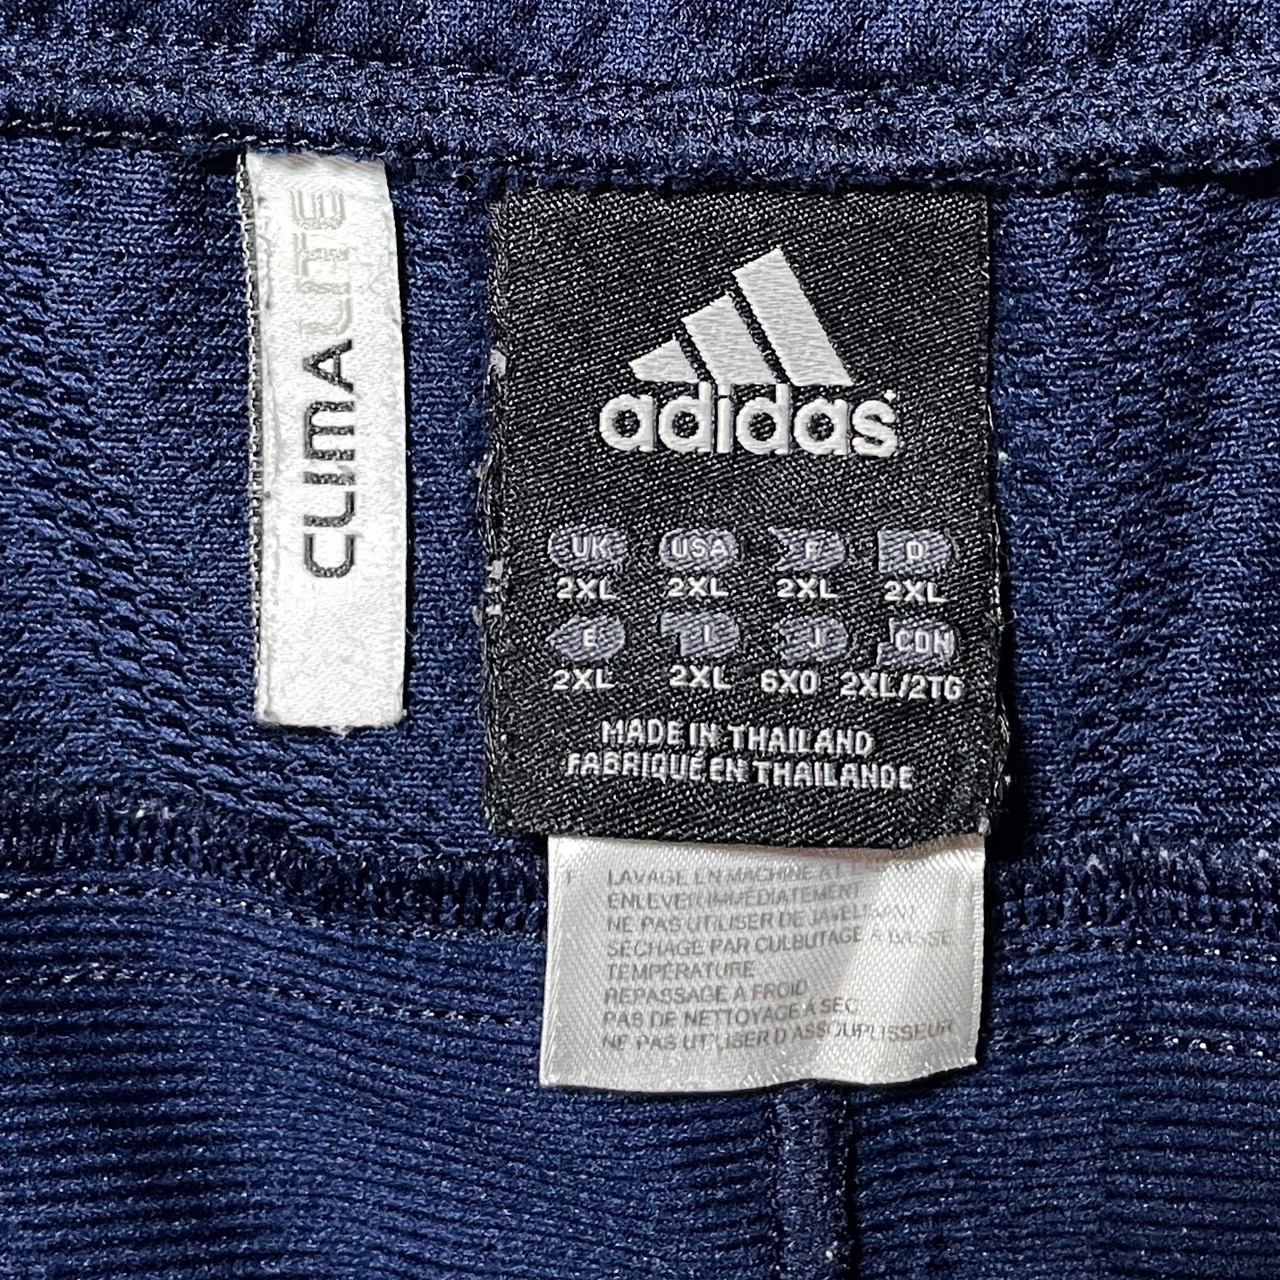 CLIMALITE
adidas
UK USA F D
2XL 2XL 2XL 2XL
E I J CDN
2XL 2XL 6XO 2XL/2TG
MADE IN THAILAND
FABRIQUÉ EN THAILANDE
F LAVAGE EN MACHINE À
ENLEVER IMMÉDIATEMENT
NE PAS UTILISER DE JAVELISANT
SÉCHAGE PAR CULBUTAGE À BASSE
TEMPÉRATURE
REPASSAGE À FROID
PAS DE NETTOYAGE À SEC
NE PAS UTILISER D'ASSOUPLISSEUR